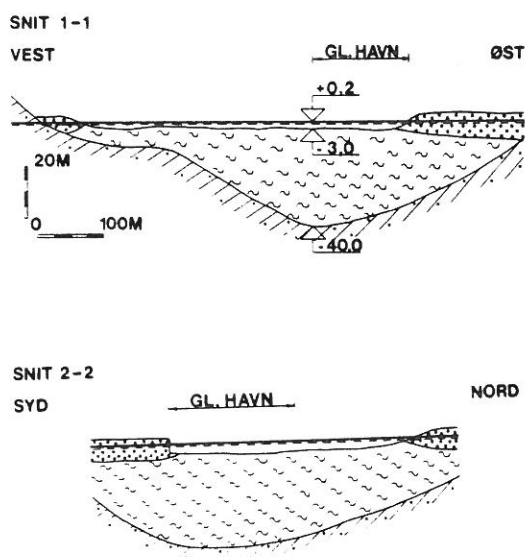 SNIT 1-1
VEST
GL. HAVN
ØST
+0,2
-3,0
20M
0 100M
-40,0
SNIT 2-2
SYD
GL. HAVN
NORD